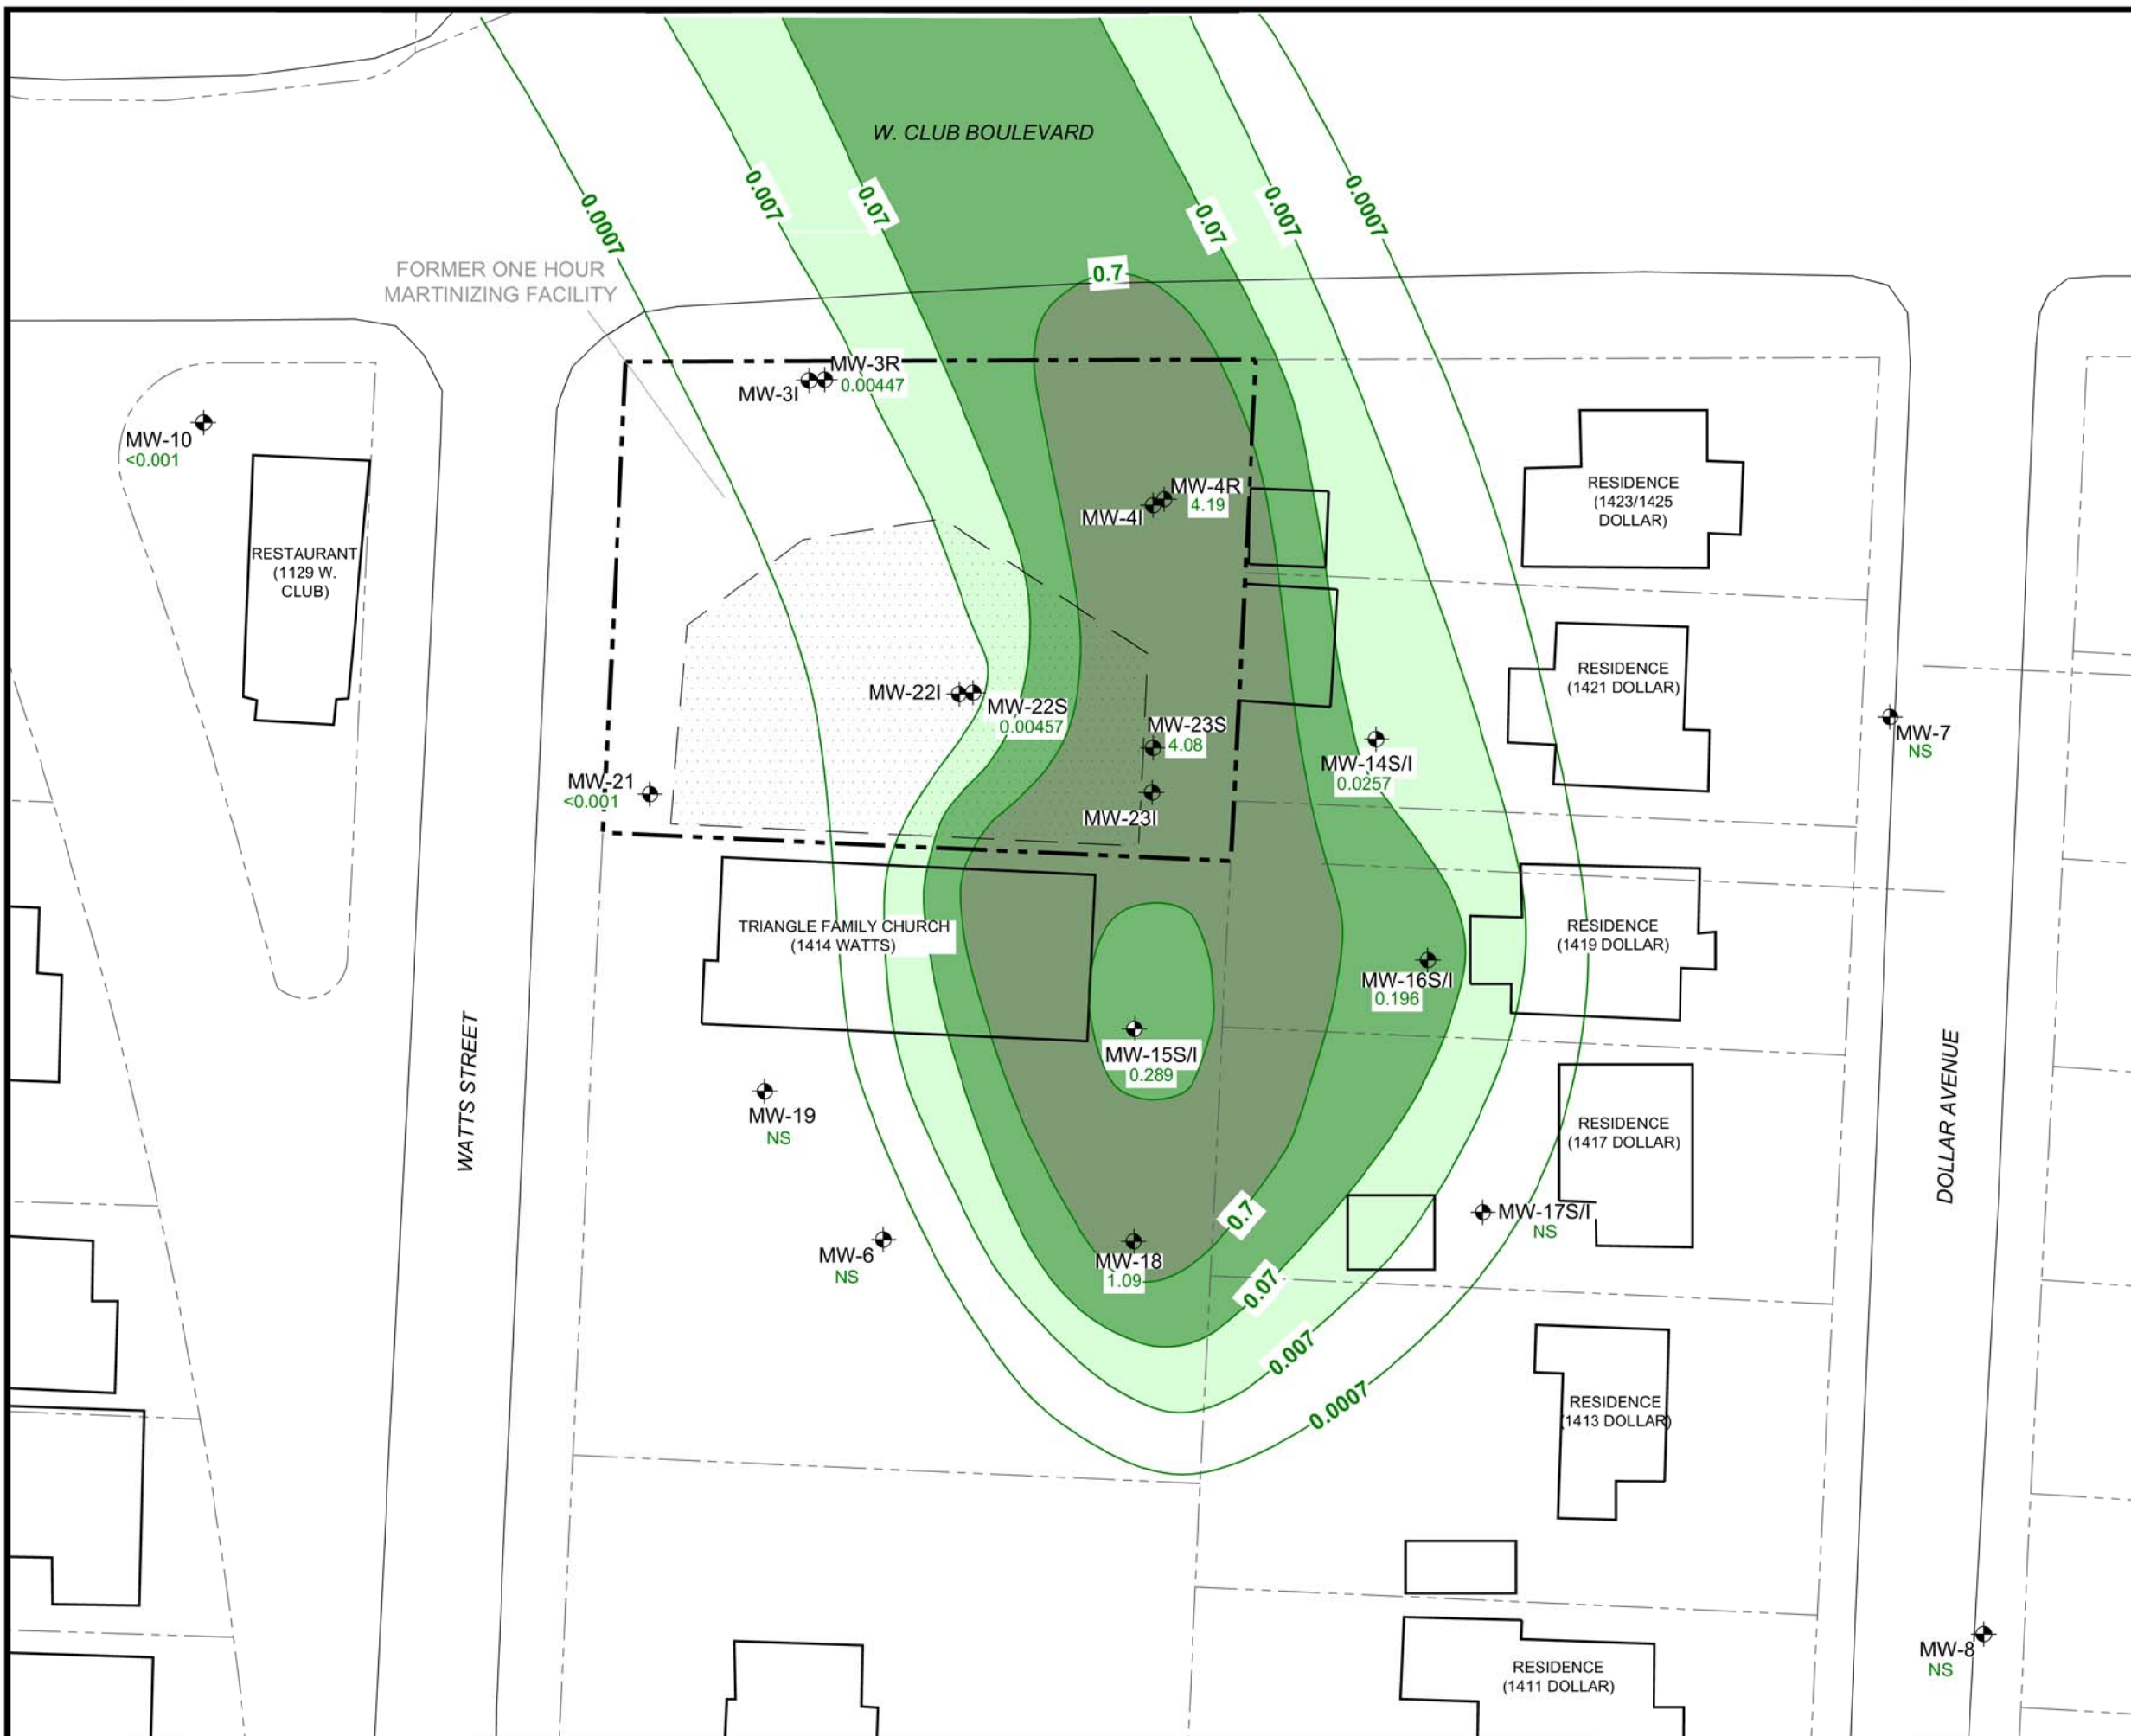 W. CLUB BOULEVARD
0.0007
0.007
0.07
0.07
0.007
0.0007
0.7
FORMER ONE HOUR
MARTINIZING FACILITY
MW-3R
0.00447
MW-3I
MW-10
<0.001
RESTAURANT
(1129 W.
CLUB)
MW-4R
4.19
MW-4I
RESIDENCE
(1423/1425
DOLLAR)
RESIDENCE
(1421 DOLLAR)
MW-22I
MW-22S
0.00457
MW-23S
4.08
MW-23I
MW-14S/I
0.0257
MW-7
NS
MW-21
<0.001
TRIANGLE FAMILY CHURCH
(1414 WATTS)
RESIDENCE
(1419 DOLLAR)
MW-16S/I
0.196
MW-15S/I
0.289
WATTS STREET
DOLLAR AVENUE
MW-19
NS
RESIDENCE
(1417 DOLLAR)
MW-17S/I
NS
MW-6
NS
MW-18
1.09
0.7
0.07
0.007
0.0007
RESIDENCE
(1413 DOLLAR)
MW-8
NS
RESIDENCE
(1411 DOLLAR)